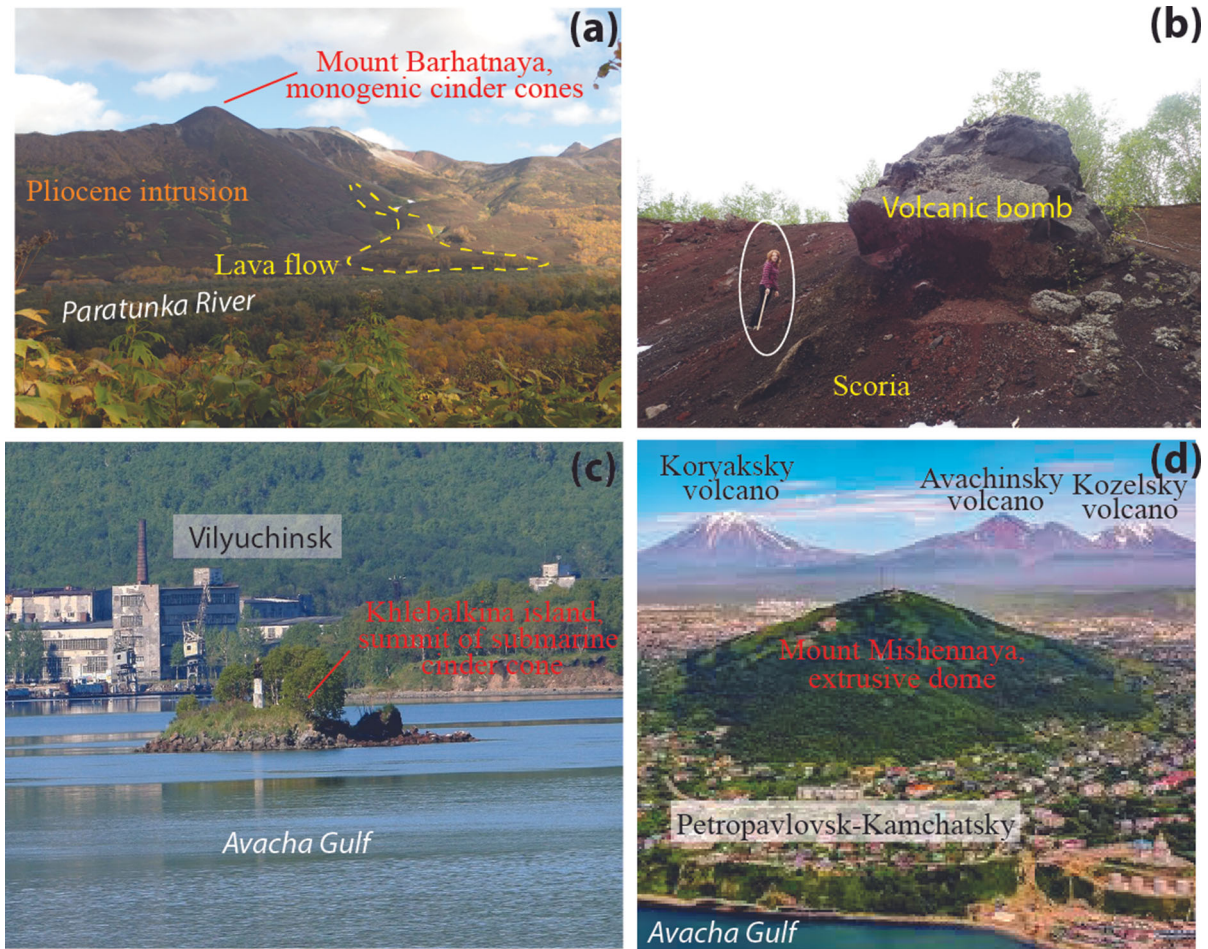 (a)
Mount Barhatnaya,
monogenic cinder cones
Pliocene intrusion
Lava flow
Paratunka River
(b)
Volcanic bomb
Scoria
(c)
Vilyuchinsk
Khlebalkina island,
summit of submarine
cinder cone
Avacha Gulf
(d)
Koryaksky
volcano
Avachinsky
volcano
Kozelsky
volcano
Mount Mishennaya,
extrusive dome
Petropavlovsk-Kamchatsky
Avacha Gulf